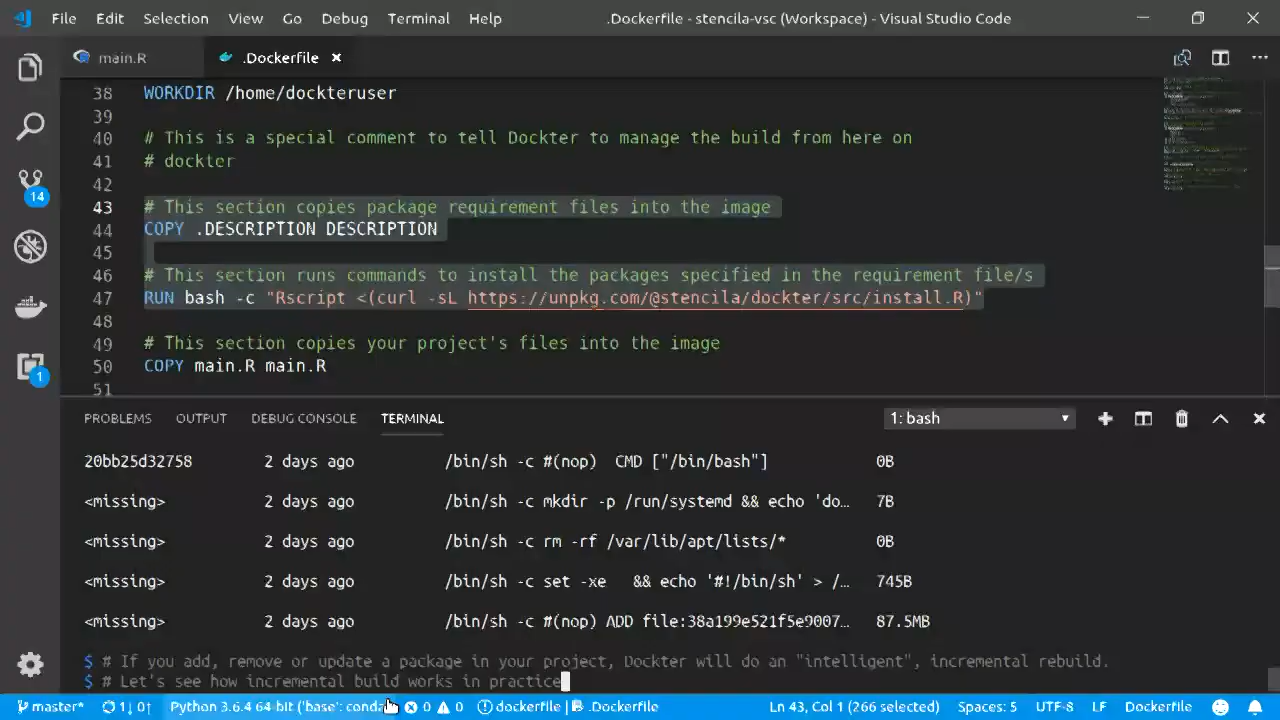 File Edit Selection View Go Debug Terminal Help .Dockerfile - stencila-vsc (Workspace) - Visual Studio Code
main.R .Dockerfile
38 WORKDIR /home/dockteruser
39
40 # This is a special comment to tell Dockter to manage the build from here on
41 # dockter
42
43 # This section copies package requirement files into the image
44 COPY .DESCRIPTION DESCRIPTION
45
46 # This section runs commands to install the packages specified in the requirement file/s
47 RUN bash -c "Rscript <(curl -sL https://unpkg.com/@stencila/dockter/src/install.R)"
48
49 # This section copies your project's files into the image
50 COPY main.R main.R
51
14
1
PROBLEMS OUTPUT DEBUG CONSOLE TERMINAL 1: bash
20bb25d32758 2 days ago /bin/sh -c #(nop) CMD ["/bin/bash"] 0B
<missing> 2 days ago /bin/sh -c mkdir -p /run/systemd && echo 'do… 7B
<missing> 2 days ago /bin/sh -c rm -rf /var/lib/apt/lists/* 0B
<missing> 2 days ago /bin/sh -c set -xe && echo '#!/bin/sh' > /… 745B
<missing> 2 days ago /bin/sh -c #(nop) ADD file:38a199e521f5e9007… 87.5MB
$ # If you add, remove or update a package in your project, Dockter will do an "intelligent", incremental rebuild.
$ # Let's see how incremental build works in practice
master* 1↓ 0↑ Python 3.6.4 64-bit ('base': conda 0 0 dockerfile | .Dockerfile Ln 43, Col 1 (266 selected) Spaces: 5 UTF-8 LF Dockerfile